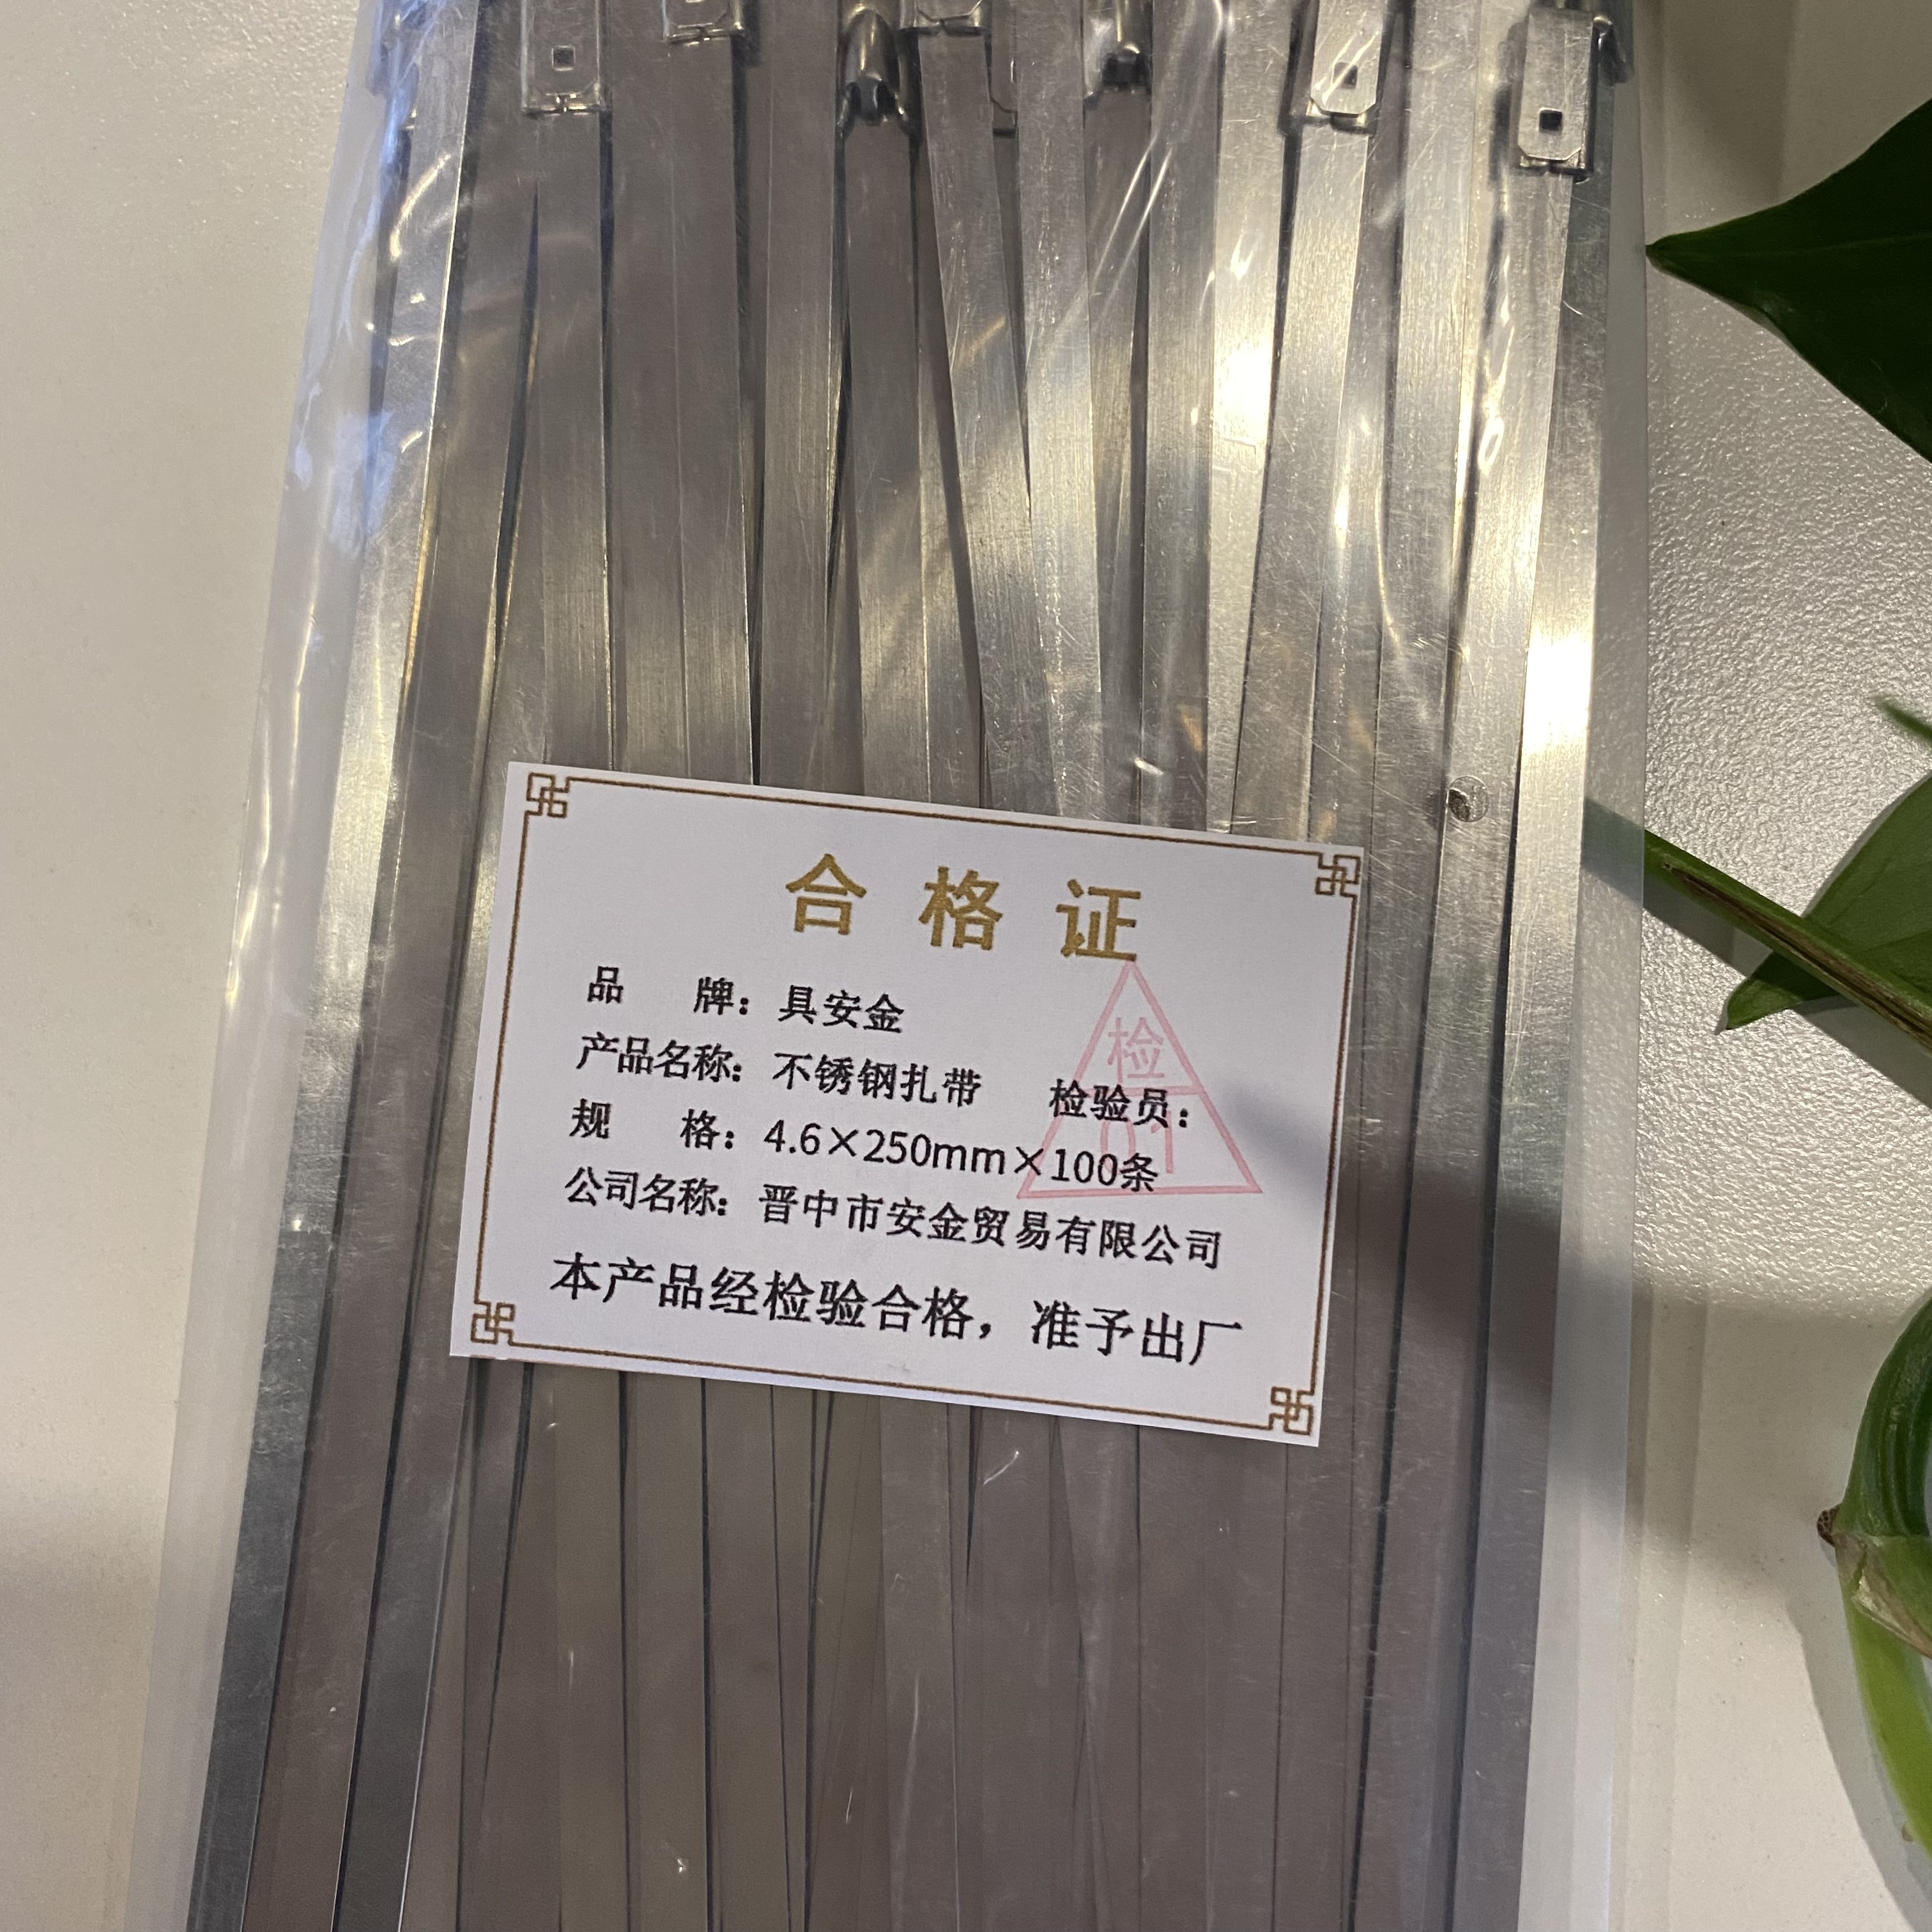 合格证
品牌：具安金
产品名称：不锈钢扎带
检验员：
检
01
规格：4.6×250mm×100条
公司名称：晋中市安金贸易有限公司
本产品经检验合格，准予出厂